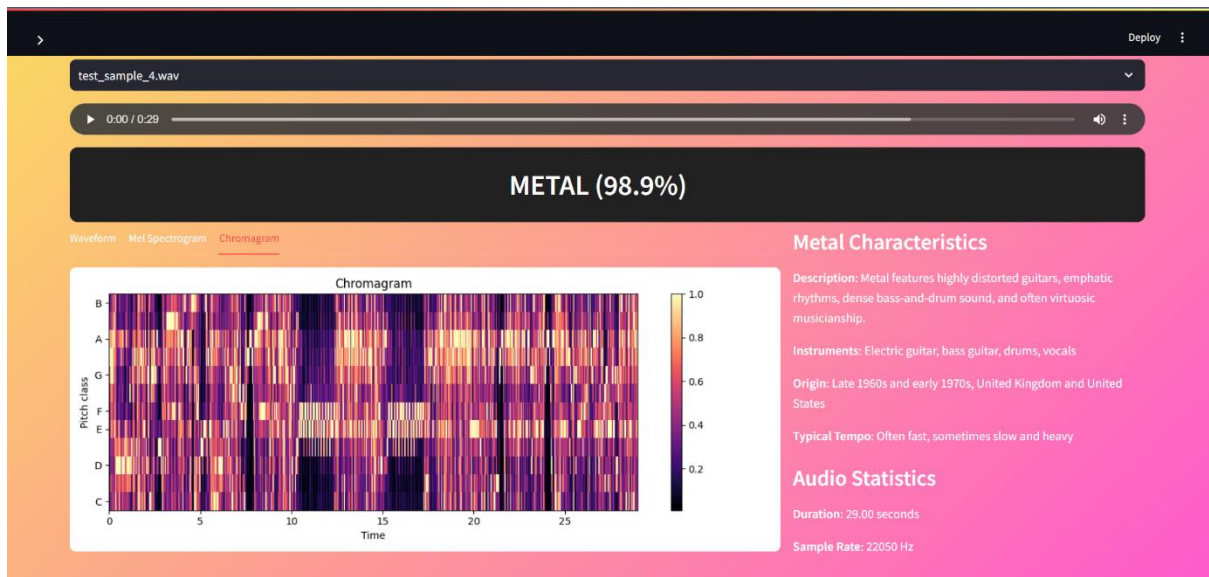 Deploy
test_sample_4.wav
0:00 / 0:29
METAL (98.9%)
Waveform Mel Spectrogram Chromagram
Chromagram
B
A
G
F
E
D
C
Pitch class
0 5 10 15 20 25
Time
1.0
0.8
0.6
0.4
0.2
Metal Characteristics
Description: Metal features highly distorted guitars, emphatic
rhythms, dense bass-and-drum sound, and often virtuosic
musicianship.
Instruments: Electric guitar, bass guitar, drums, vocals
Origin: Late 1960s and early 1970s, United Kingdom and United
States
Typical Tempo: Often fast, sometimes slow and heavy
Audio Statistics
Duration: 29.00 seconds
Sample Rate: 22050 Hz